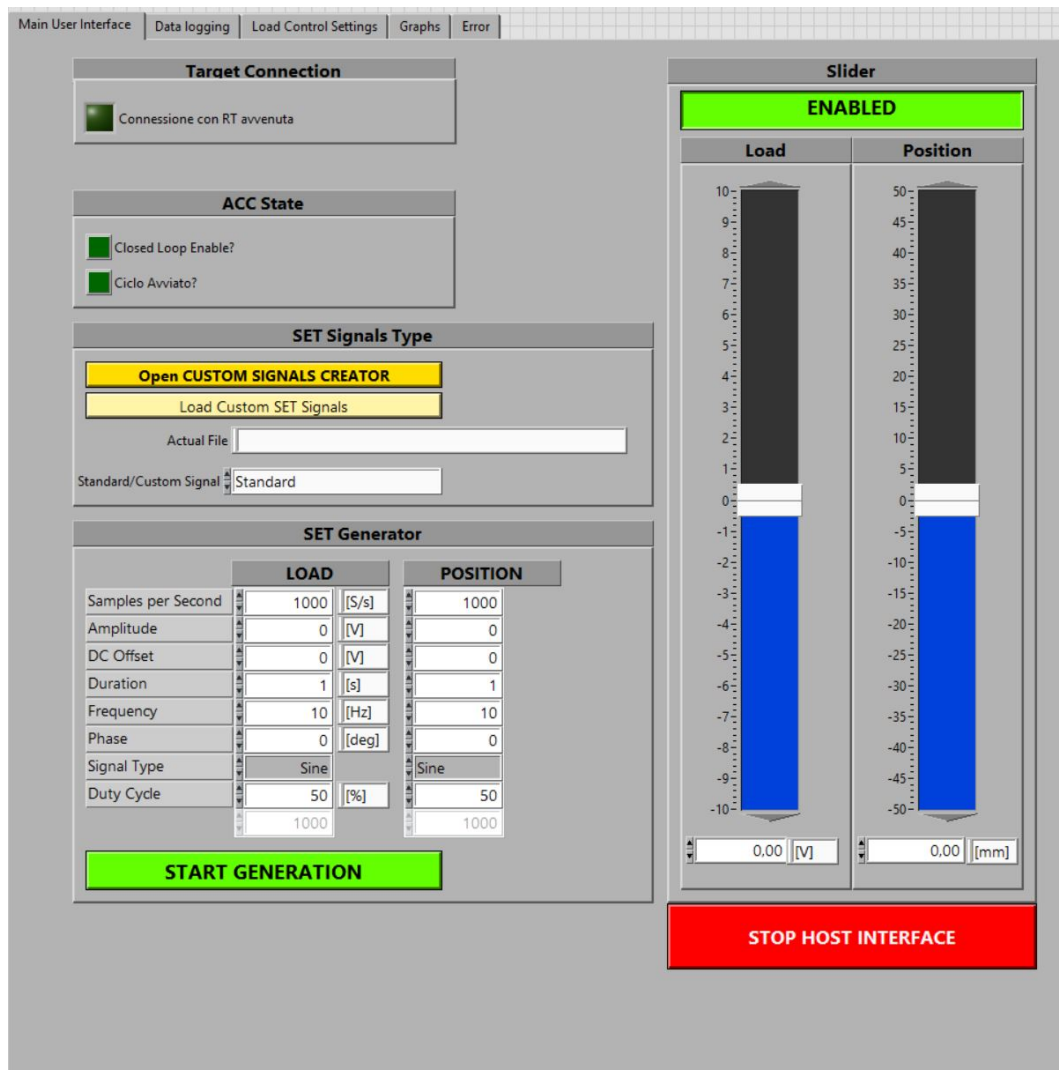 Main User Interface
Data logging
Load Control Settings
Graphs
Error
Target Connection
Connessione con RT avvenuta
ACC State
Closed Loop Enable?
Ciclo Avviato?
SET Signals Type
Open CUSTOM SIGNALS CREATOR
Load Custom SET Signals
Actual File
Standard/Custom Signal Standard
SET Generator
LOAD POSITION
Samples per Second 1000 [S/s] 1000
Amplitude 0 [V] 0
DC Offset 0 [V] 0
Duration 1 [s] 1
Frequency 10 [Hz] 10
Phase 0 [deg] 0
Signal Type Sine Sine
Duty Cycle 50 [%] 50
1000 1000
START GENERATION
Slider
ENABLED
Load
10
9
8
7
6
5
4
3
2
1
0
-1
-2
-3
-4
-5
-6
-7
-8
-9
-10
0,00 [V]
Position
50
45
40
35
30
25
20
15
10
5
0
-5
-10
-15
-20
-25
-30
-35
-40
-45
-50
0,00 [mm]
STOP HOST INTERFACE